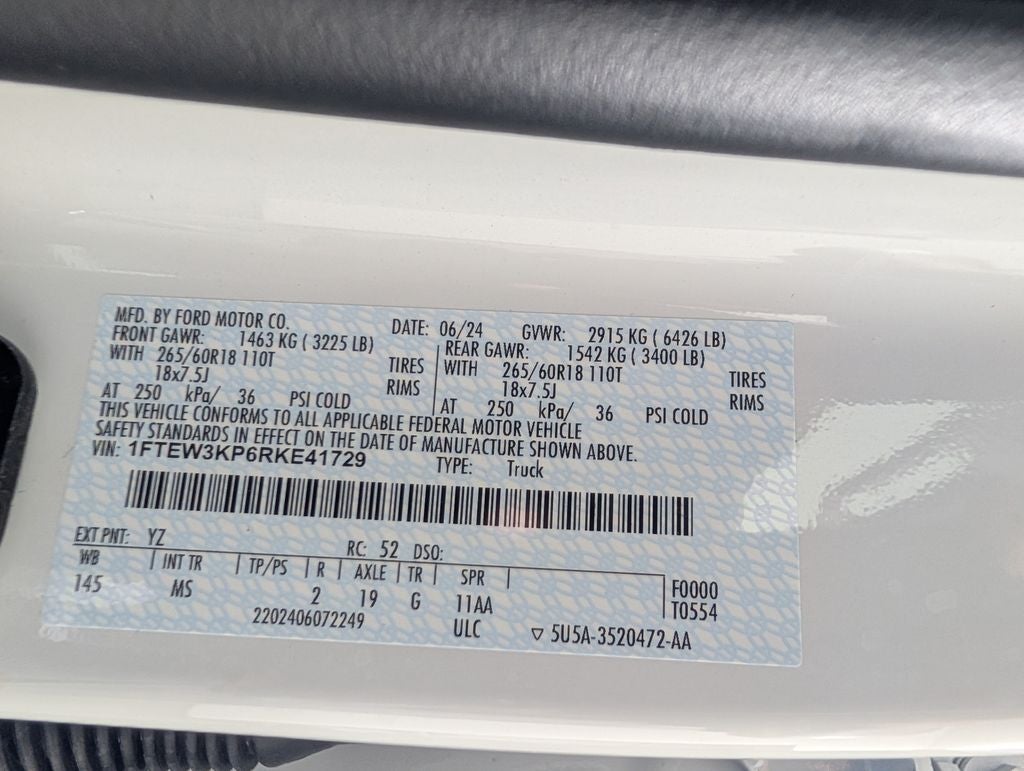 MFD. BY FORD MOTOR CO. DATE: 06/24 GVWR: 2915 KG ( 6426 LB)
FRONT GAWR: 1463 KG ( 3225 LB) REAR GAWR: 1542 KG ( 3400 LB)
WITH 265/60R18 110T TIRES WITH 265/60R18 110T TIRES
18x7.5J RIMS 18x7.5J RIMS
AT 250 kPa/ 36 PSI COLD AT 250 kPa/ 36 PSI COLD
THIS VEHICLE CONFORMS TO ALL APPLICABLE FEDERAL MOTOR VEHICLE
SAFETY STANDARDS IN EFFECT ON THE DATE OF MANUFACTURE SHOWN ABOVE.
VIN: 1FTEW3KP6RKE41729 TYPE: Truck
EXT PNT: YZ RC: 52 DSO:
WB INT TR TP/PS R AXLE TR SPR F0000
145 MS 2 19 G 11AA T0554
2202406072249 ULC ▽ 5U5A-3520472-AA